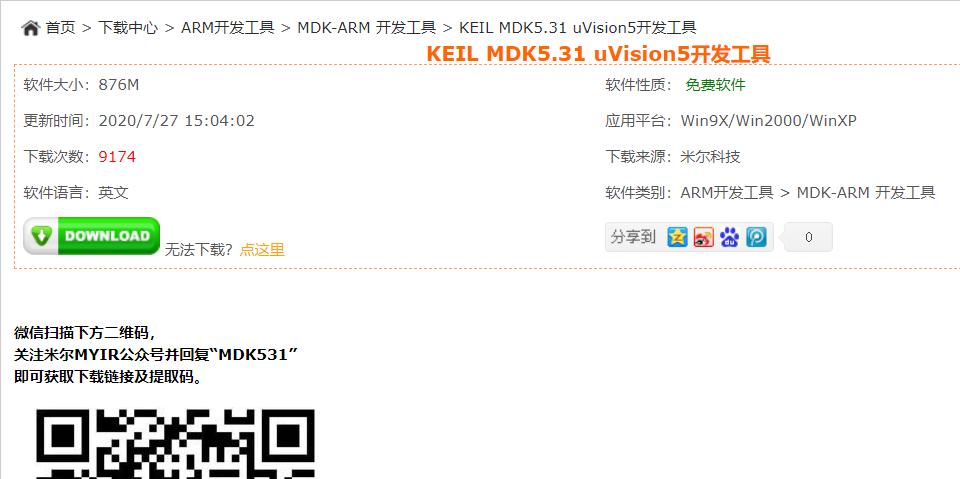 首页 > 下载中心 > ARM开发工具 > MDK-ARM 开发工具 > KEIL MDK5.31 uVision5开发工具
KEIL MDK5.31 uVision5开发工具
软件大小：876M
软件性质： 免费软件
更新时间：2020/7/27 15:04:02
应用平台：Win9X/Win2000/WinXP
下载次数：9174
下载来源：米尔科技
软件语言：英文
软件类别：ARM开发工具 > MDK-ARM 开发工具
DOWNLOAD 无法下载？点这里
分享到 0
微信扫描下方二维码，
关注米尔MYIR公众号并回复“MDK531”
即可获取下载链接及提取码。